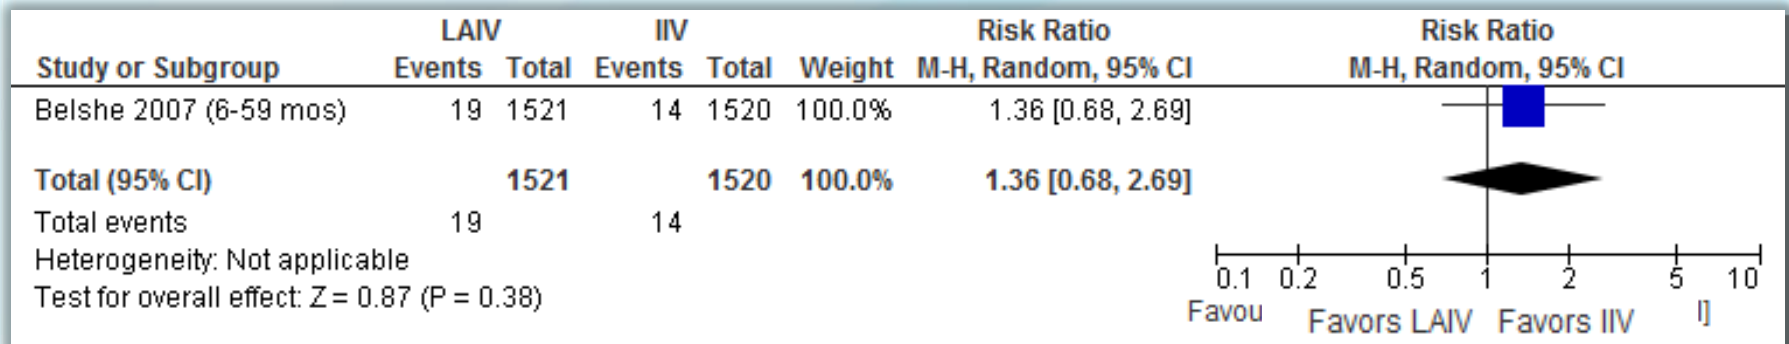 LAIV IIV Risk Ratio Risk Ratio
Study or Subgroup Events Total Events Total Weight M-H, Random, 95% CI M-H, Random, 95% CI
Belshe 2007 (6-59 mos) 19 1521 14 1520 100.0% 1.36 [0.68, 2.69]
Total (95% CI) 1521 1520 100.0% 1.36 [0.68, 2.69]
Total events 19 14
Heterogeneity: Not applicable
Test for overall effect: Z = 0.87 (P = 0.38)
0.1 0.2 0.5 1 2 5 10
Favou Favors LAIV Favors IIV l]